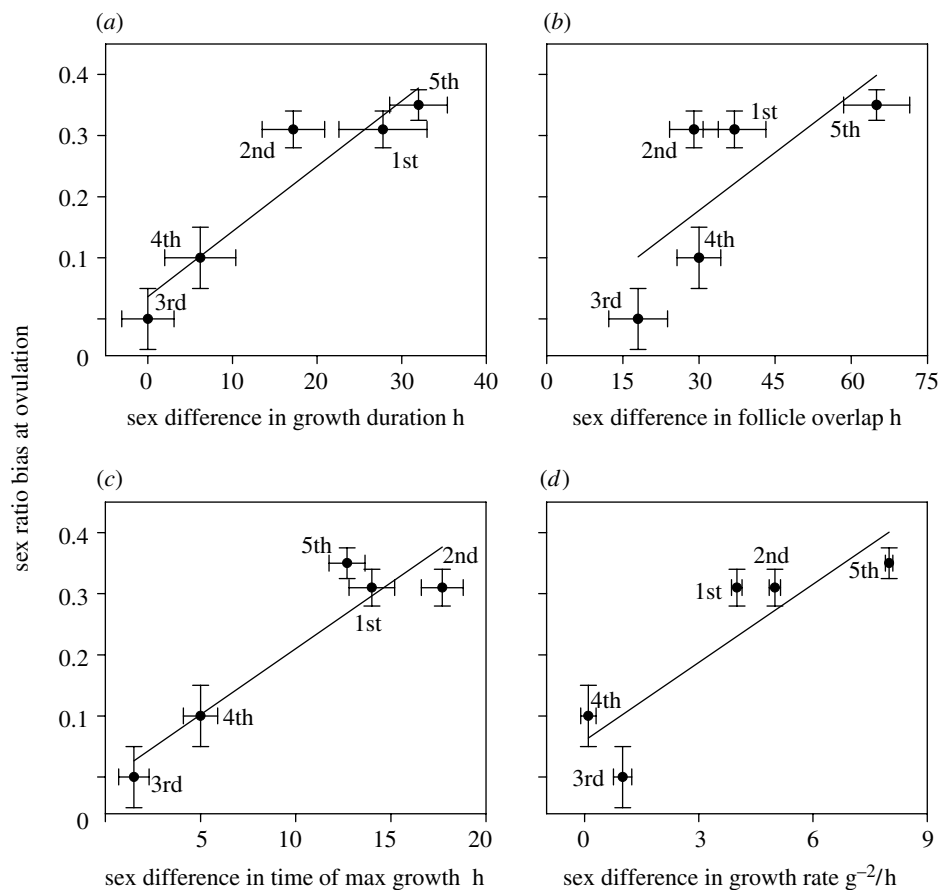 (a)
(b)
sex ratio bias at ovulation
0.4
0.3
0.2
0.1
0
5th
2nd
1st
4th
3rd
0 10 20 30 40
sex difference in growth duration h
1st
2nd
5th
4th
3rd
0 15 30 45 60 75
sex difference in follicle overlap h
(c)
(d)
0.4
0.3
0.2
0.1
0
5th
2nd
1st
4th
3rd
5 10 15 20
sex difference in time of max growth h
2nd
1st
5th
4th
3rd
0 3 6 9
sex difference in growth rate g⁻²/h